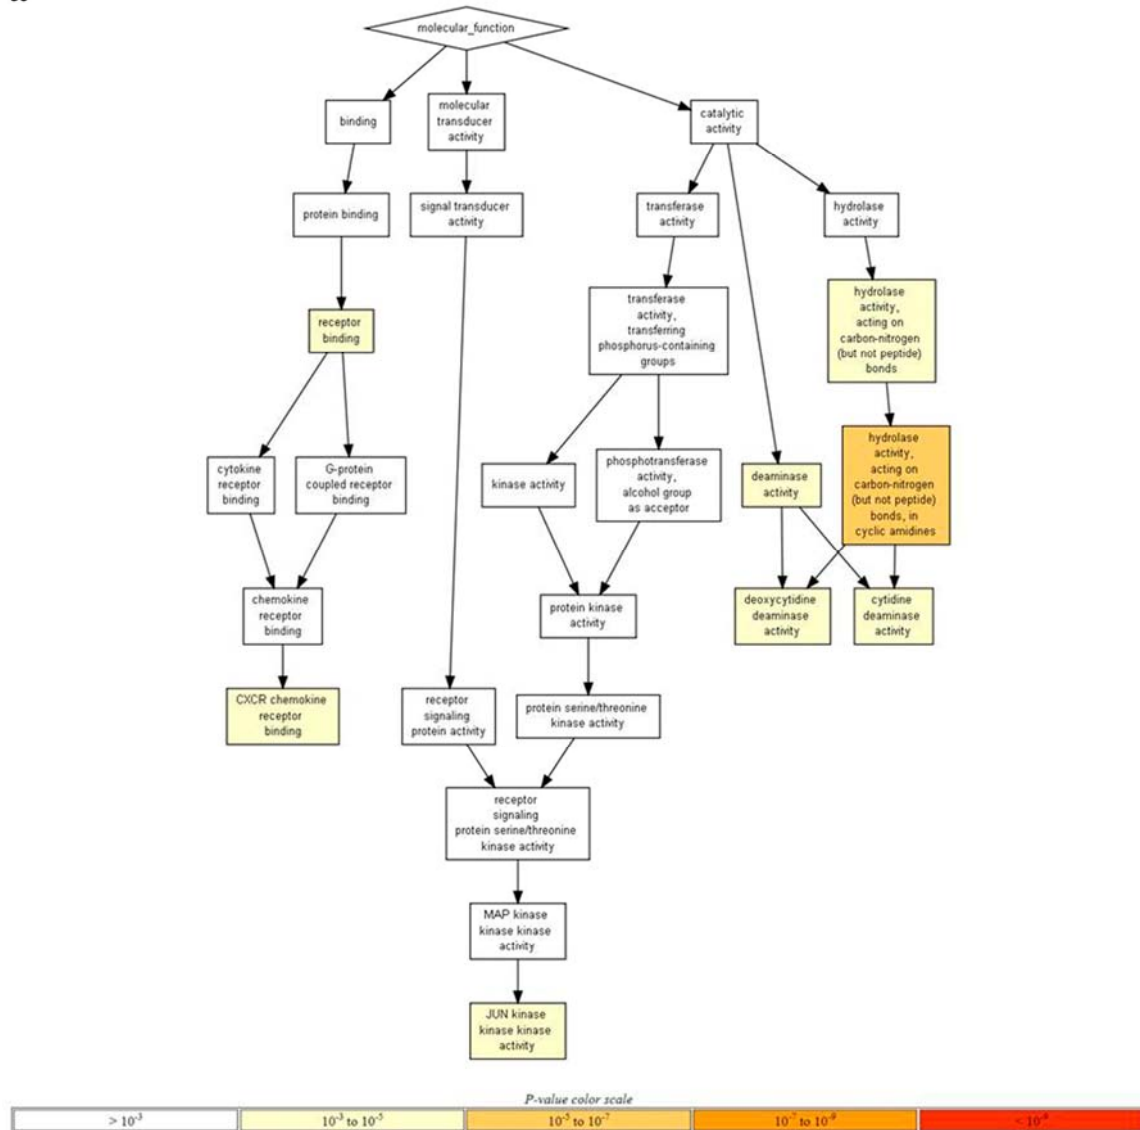 molecular_function
binding
molecular
transducer
activity
catalytic
activity
protein binding
signal transducer
activity
transferase
activity
hydrolase
activity
receptor
binding
transferase
activity,
transferring
phosphorus-containing
groups
hydrolase
activity,
acting on
carbon-nitrogen
(but not peptide)
bonds
cytokine
receptor
binding
G-protein
coupled receptor
binding
kinase activity
phosphotransferase
activity,
alcohol group
as acceptor
deaminase
activity
hydrolase
activity,
acting on
carbon-nitrogen
(but not peptide)
bonds, in
cyclic amidines
chemokine
receptor
binding
protein kinase
activity
deoxycytidine
deaminase
activity
cytidine
deaminase
activity
CXCR chemokine
receptor
binding
receptor
signaling
protein activity
protein serine/threonine
kinase activity
receptor
signaling
protein serine/threonine
kinase activity
MAP kinase
kinase kinase
activity
JUN kinase
kinase kinase
activity
P-value color scale
> 10⁻³
10⁻³ to 10⁻⁵
10⁻⁵ to 10⁻⁷
10⁻⁷ to 10⁻⁹
< 10⁻⁹